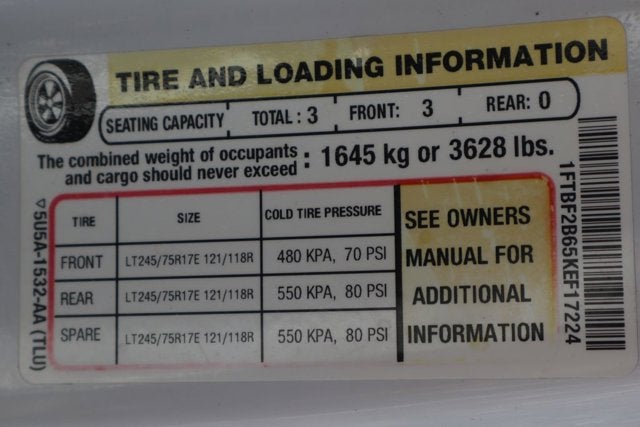 TIRE AND LOADING INFORMATION
SEATING CAPACITY TOTAL: 3 FRONT: 3 REAR: 0
The combined weight of occupants
and cargo should never exceed : 1645 kg or 3628 lbs.
TIRE SIZE COLD TIRE PRESSURE
FRONT LT245/75R17E 121/118R 480 KPA, 70 PSI
REAR LT245/75R17E 121/118R 550 KPA, 80 PSI
SPARE LT245/75R17E 121/118R 550 KPA, 80 PSI
SEE OWNERS
MANUAL FOR
ADDITIONAL
INFORMATION
▽5U5A-1532-AA (TLU)
1FTBF2B65KEF17224